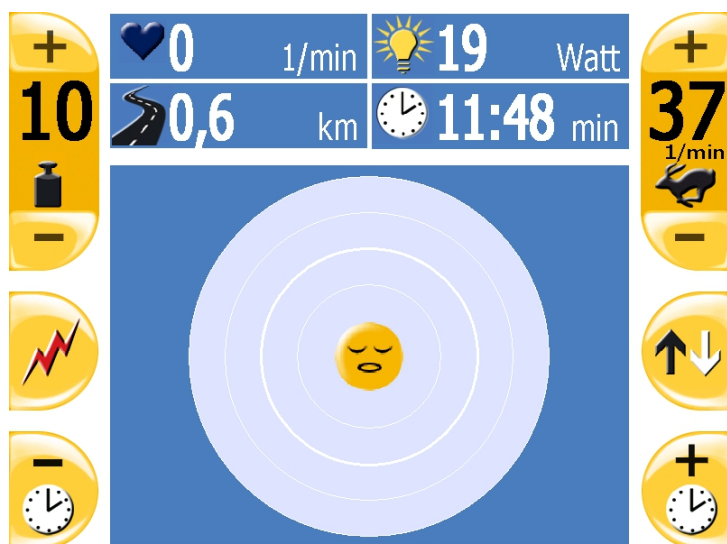 +
10
−
0 1/min
19 Watt
0,6 km
11:48 min
+
37
1/min
−
−
+